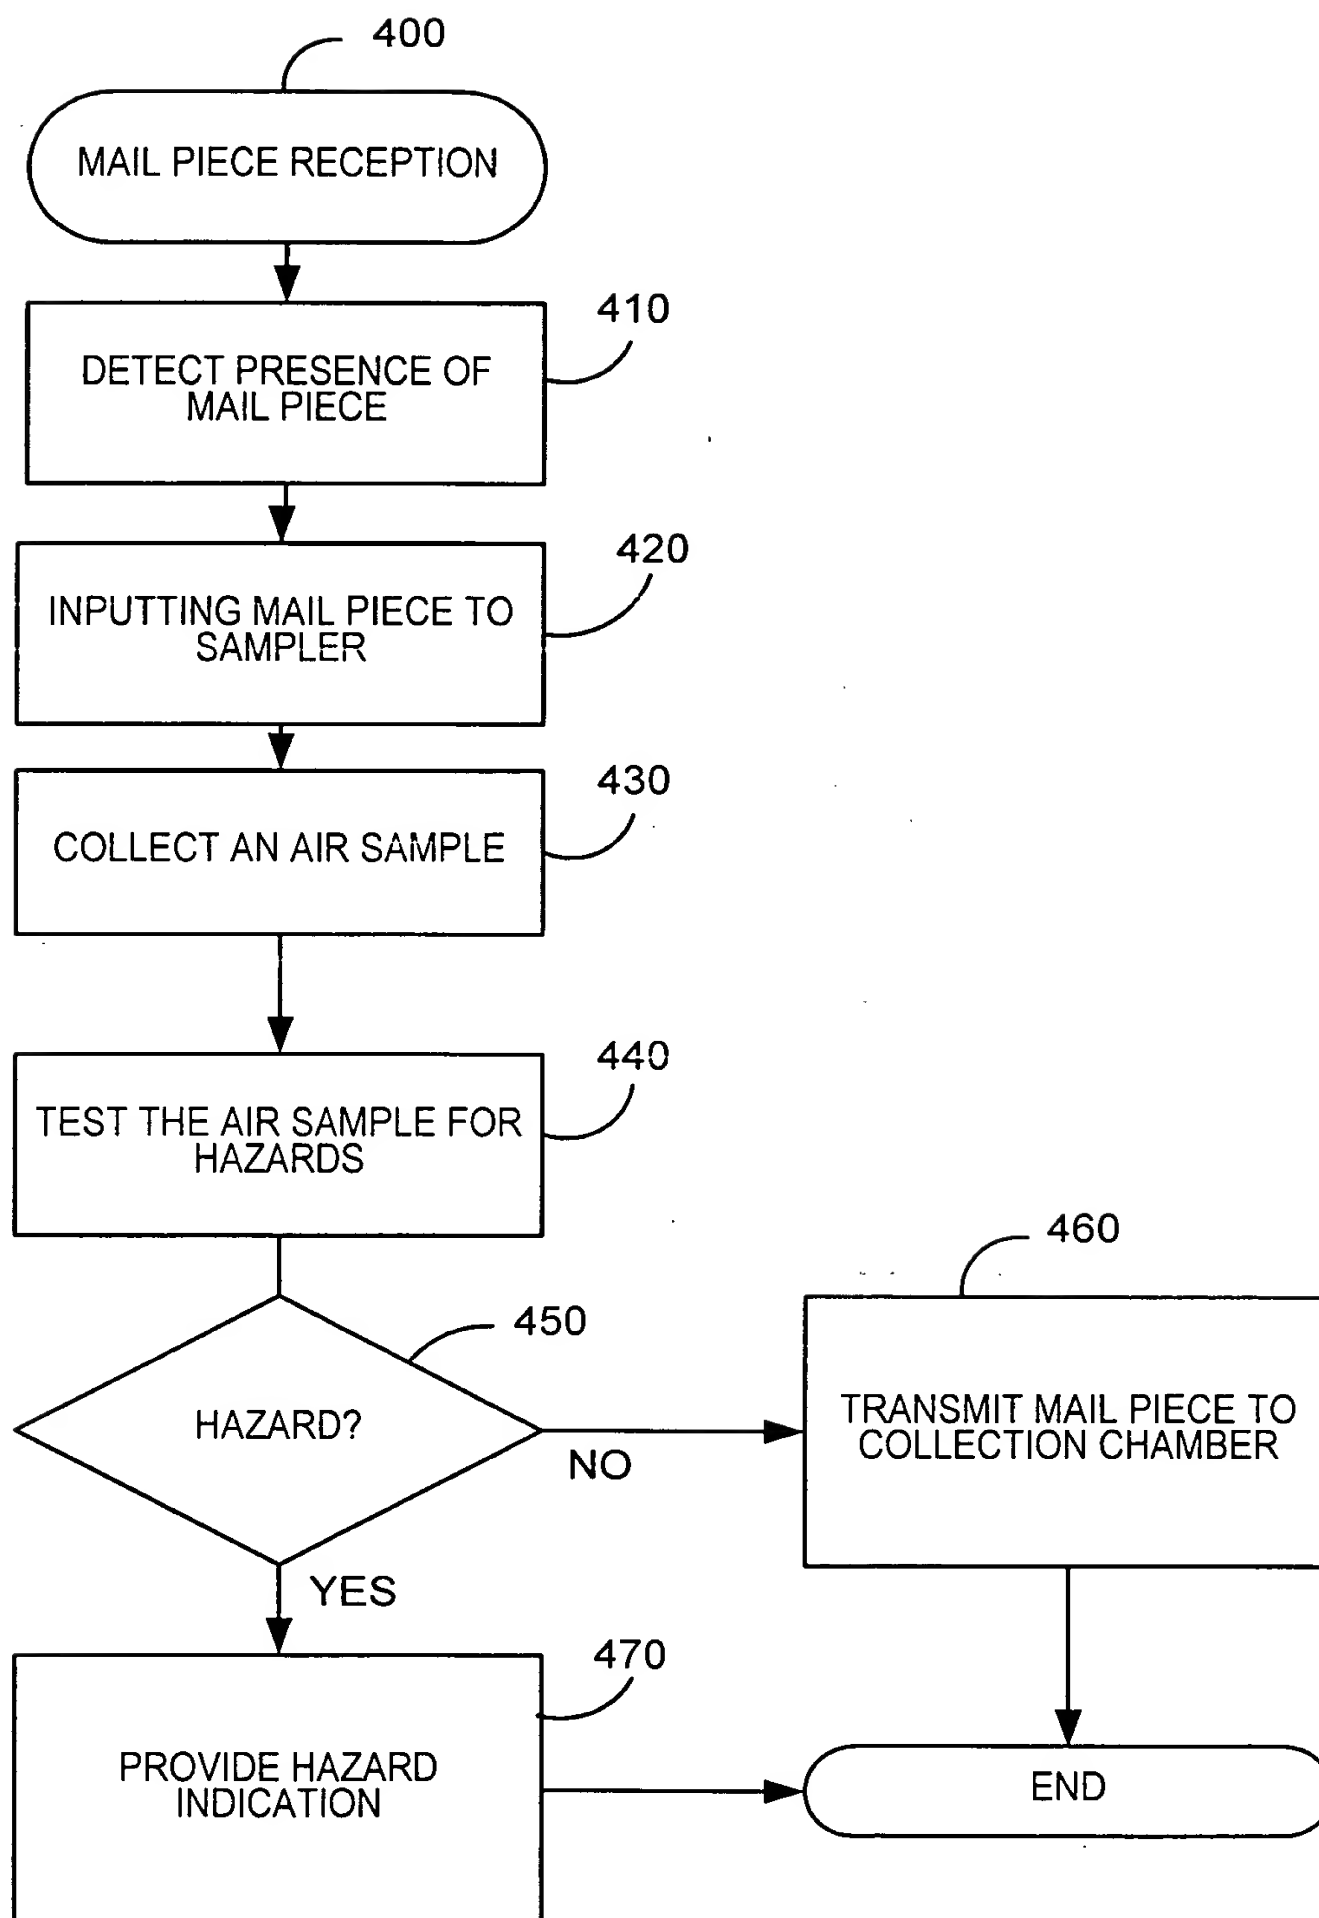 400
MAIL PIECE RECEPTION
410
DETECT PRESENCE OF
MAIL PIECE
420
INPUTTING MAIL PIECE TO
SAMPLER
430
COLLECT AN AIR SAMPLE
440
TEST THE AIR SAMPLE FOR
HAZARDS
450
HAZARD?
NO
YES
460
TRANSMIT MAIL PIECE TO
COLLECTION CHAMBER
470
PROVIDE HAZARD
INDICATION
END